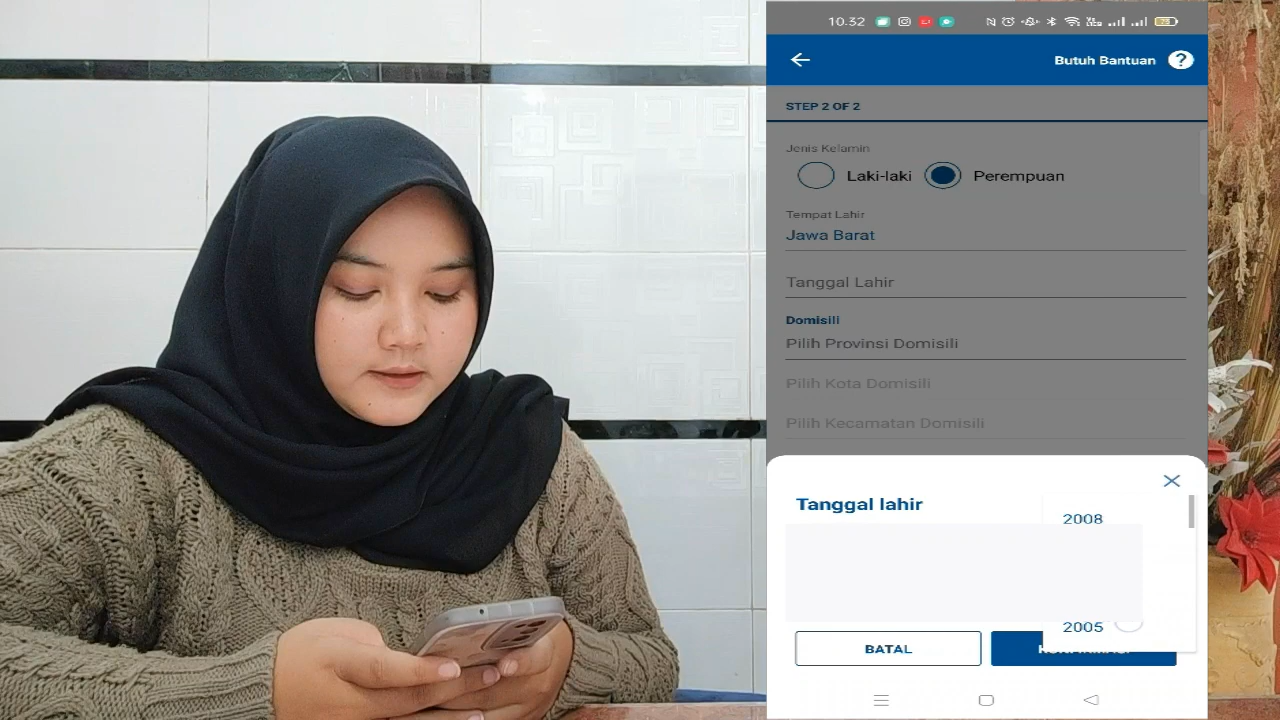 10.32
Butuh Bantuan ?
STEP 2 OF 2
Jenis Kelamin
Laki-laki Perempuan
Tempat Lahir
Jawa Barat
Tanggal Lahir
Domisili
Pilih Provinsi Domisili
Pilih Kota Domisili
Pilih Kecamatan Domisili
Tanggal lahir
2008
2005
BATAL